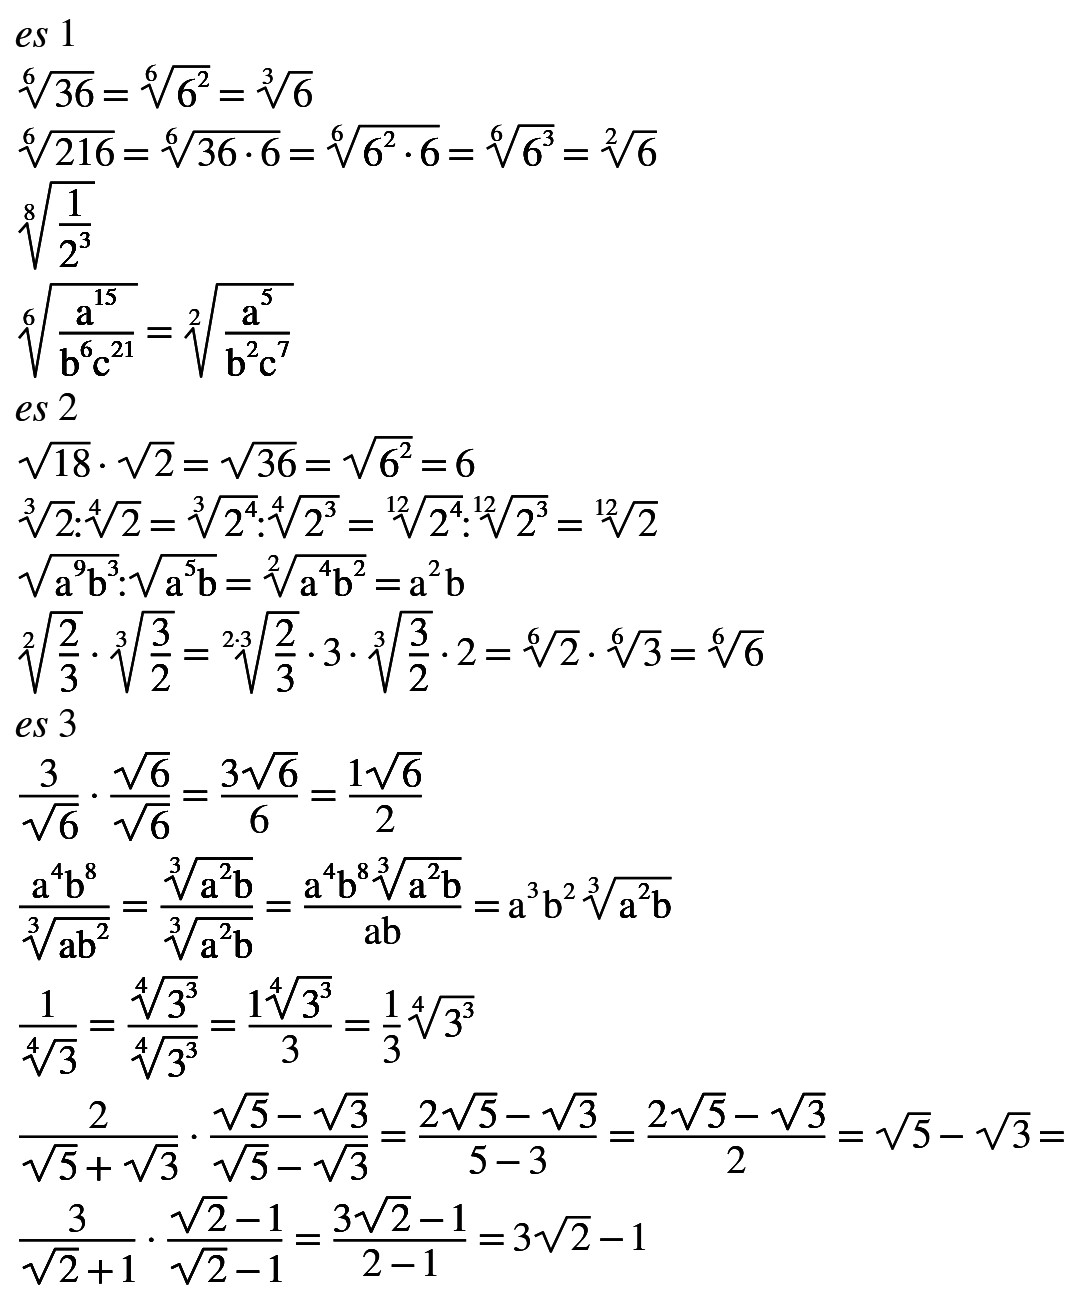 es 1
⁶√36 = ⁶√(6²) = ³√6
⁶√216 = ⁶√(36·6) = ⁶√(6²·6) = ⁶√(6³) = ²√6
⁸√(1/2³)
⁶√(a¹⁵/(b⁶c²¹)) = ²√(a⁵/(b²c⁷))
es 2
√18 · √2 = √36 = √(6²) = 6
³√2:⁴√2 = ³√(2⁴):⁴√(2³) = ¹²√(2⁴):¹²√(2³) = ¹²√2
√(a⁹b³):√(a⁵b) = ²√(a⁴b²) = a²b
²√(2/3) · ³√(3/2) = ²·³√(2/3) · 3 · ³√(3/2) · 2 = ⁶√2 · ⁶√3 = ⁶√6
es 3
3/√6 · √6/√6 = 3√6/6 = 1√6/2
a⁴b⁸/³√(ab²) = ³√(a²b)/³√(a²b) = a⁴b⁸³√(a²b)/ab = a³b²³√(a²b)
1/⁴√3 = ⁴√(3³)/⁴√(3³) = 1⁴√(3³)/3 = 1/3 ⁴√(3³)
2/(√5+√3) · (√5−√3)/(√5−√3) = (2√5−√3)/(5−3) = (2√5−√3)/2 = √5−√3 =
3/(√2+1) · (√2−1)/(√2−1) = (3√2−1)/(2−1) = 3√2−1